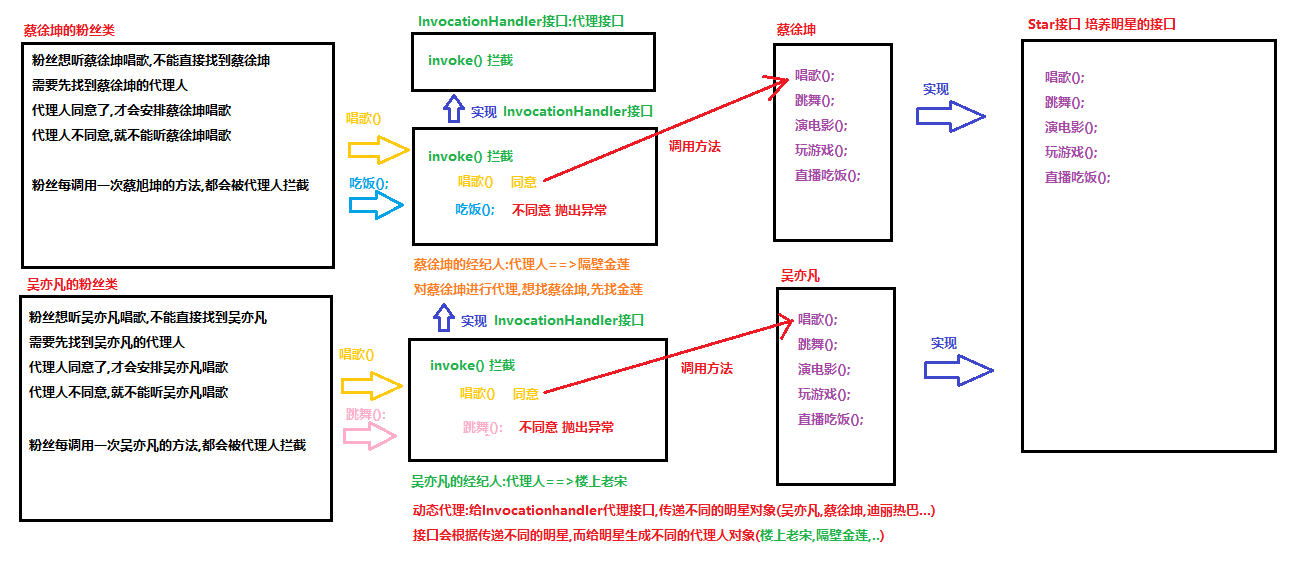 蔡徐坤的粉丝类
粉丝想听蔡徐坤唱歌,不能直接找到蔡徐坤
需要先找到蔡徐坤的代理人
代理人同意了,才会安排蔡徐坤唱歌
代理人不同意,就不能听蔡徐坤唱歌
粉丝每调用一次蔡旭坤的方法,都会被代理人拦截
唱歌()
吃饭();
InvocationHandler接口:代理接口
invoke() 拦截
实现 InvocationHandler接口
invoke() 拦截
唱歌() 同意
吃饭(); 不同意 抛出异常
蔡徐坤的经纪人:代理人==>隔壁金莲
对蔡徐坤进行代理,想找蔡徐坤,先找金莲
调用方法
蔡徐坤
唱歌();
跳舞();
演电影();
玩游戏();
直播吃饭();
实现
Star接口 培养明星的接口
唱歌();
跳舞();
演电影();
玩游戏();
直播吃饭();
吴亦凡的粉丝类
粉丝想听吴亦凡唱歌,不能直接找到吴亦凡
需要先找到吴亦凡的代理人
代理人同意了,才会安排吴亦凡唱歌
代理人不同意,就不能听吴亦凡唱歌
粉丝每调用一次吴亦凡的方法,都会被代理人拦截
唱歌()
跳舞();
实现 InvocationHandler接口
invoke() 拦截
唱歌() 同意
跳舞(); 不同意 抛出异常
吴亦凡的经纪人:代理人==>楼上老宋
调用方法
吴亦凡
唱歌();
跳舞();
演电影();
玩游戏();
直播吃饭();
实现
动态代理:给Invocationhandler代理接口,传递不同的明星对象(吴亦凡,蔡徐坤,迪丽热巴...)
接口会根据传递不同的明星,而给明星生成不同的代理人对象(楼上老宋,隔壁金莲,..)